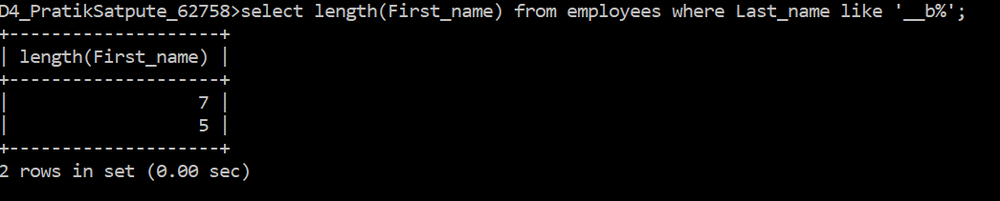 D4_PratikSatpute_62758>select length(First_name) from employees where Last_name like '__b%';
+--------------------+
| length(First_name) |
+--------------------+
|                  7 |
|                  5 |
+--------------------+
2 rows in set (0.00 sec)